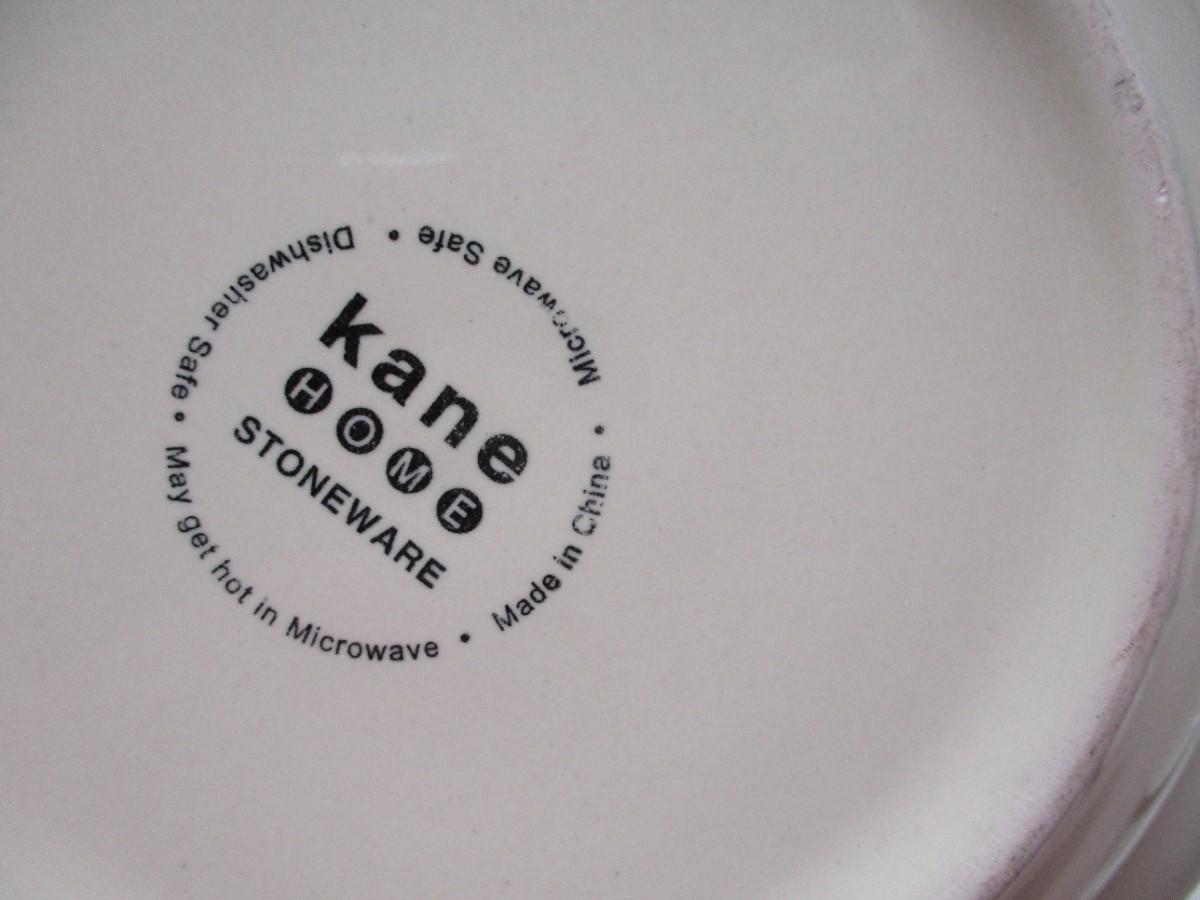 kane
HOME
STONEWARE
Dishwasher Safe • Microwave Safe • Made in China • May get hot in Microwave •